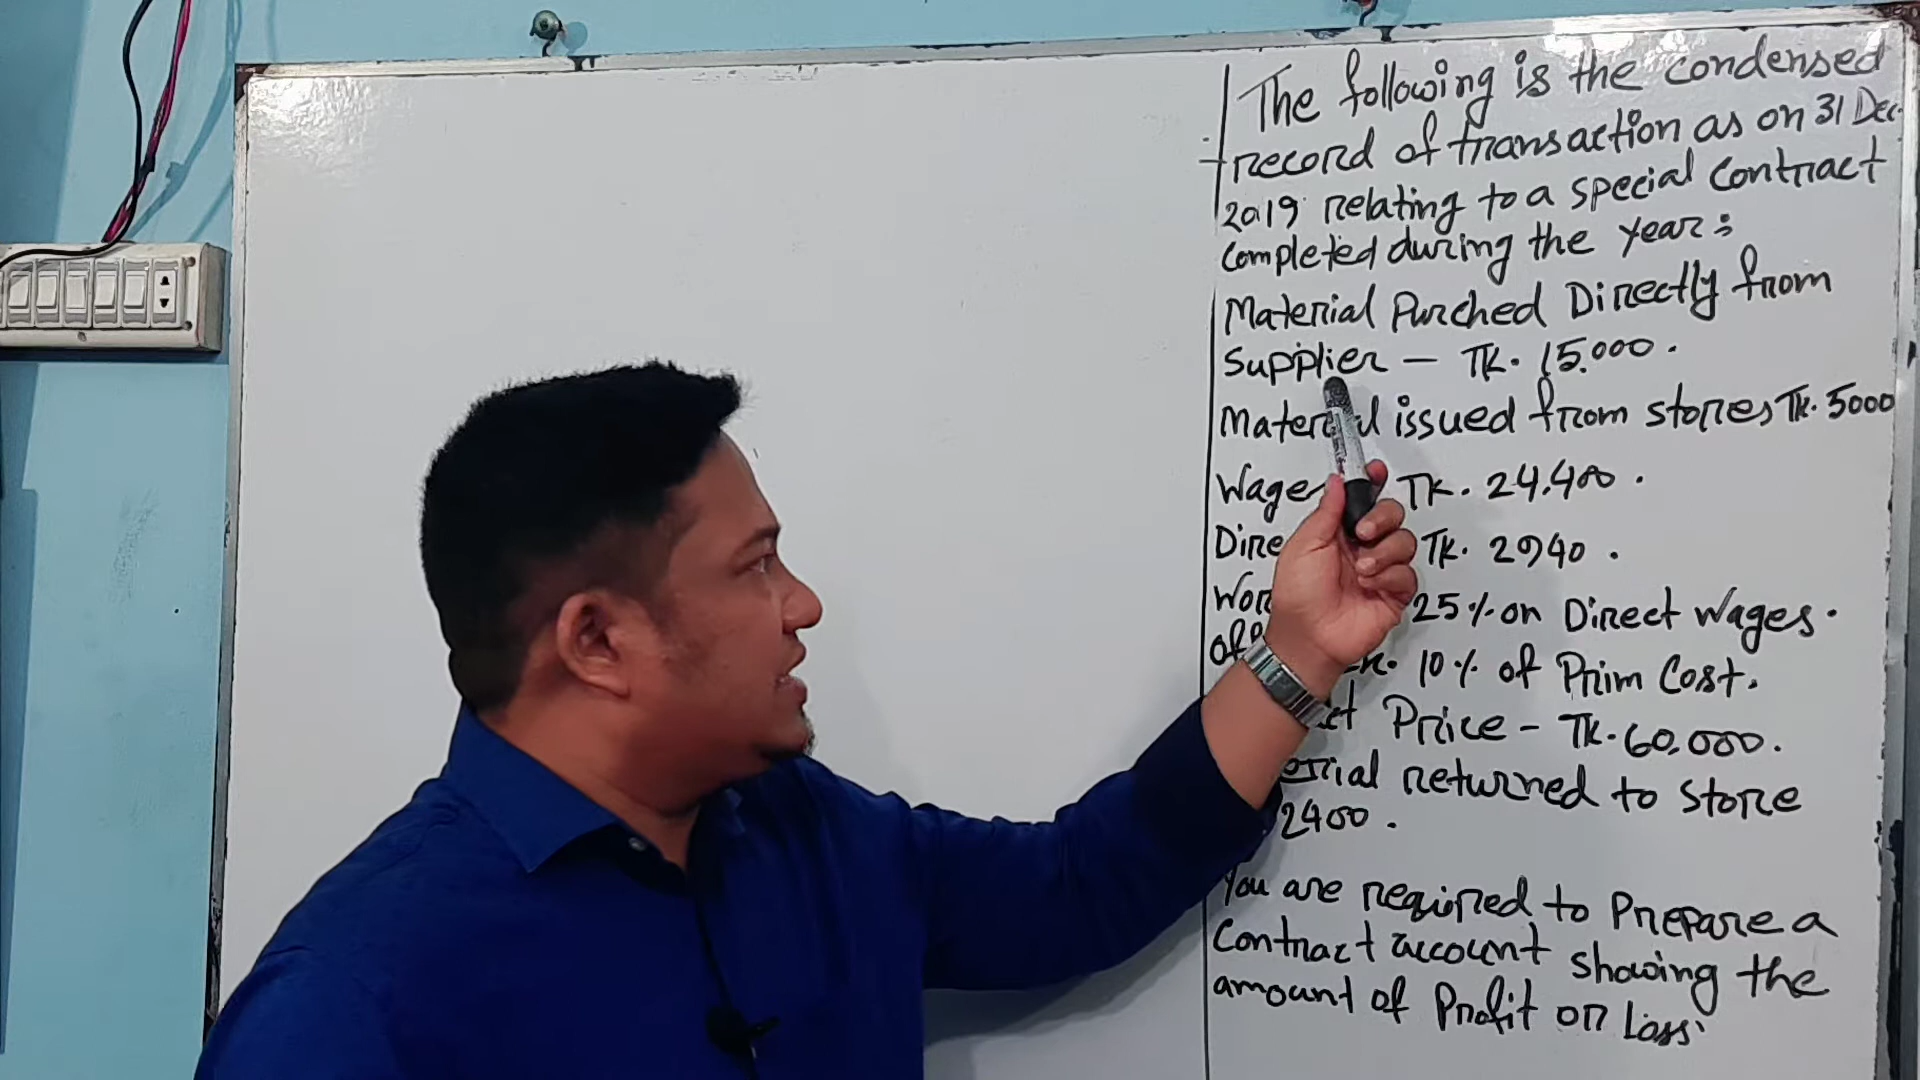 The following is the condensed
record of transaction as on 31 Dec.
2019 relating to a special Contract
completed during the year:
Material Purched Directly from
Supplier – TK. 15.000.
Material issued from stores TK. 5000
Wages TK. 24,400.
TK. 2940.
25% on Direct wages.
10% of Prim Cost.
Price – TK. 60,000.
returned to store
2400.
You are required to Prepare a
Contract account showing the
amount of Profit or Loss